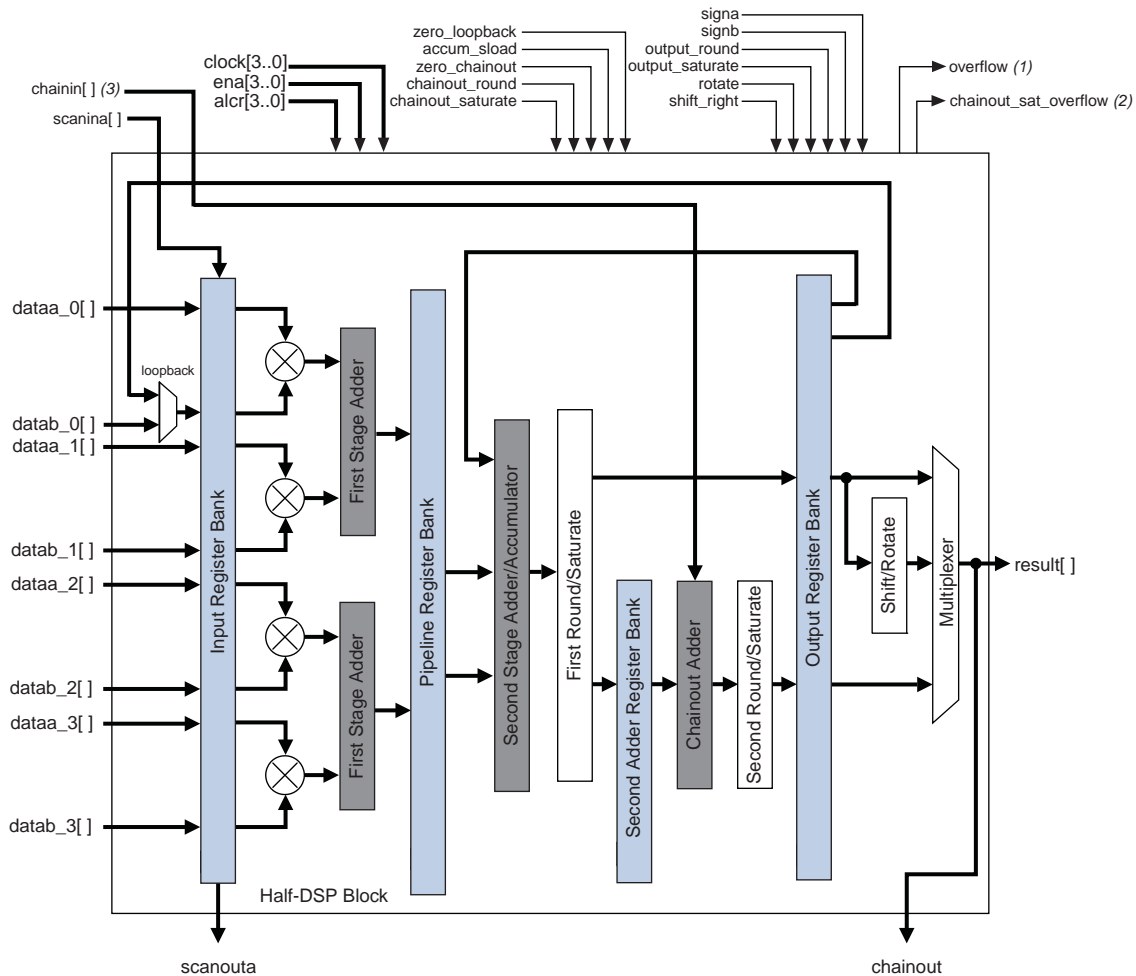 signa
zero_loopback
signb
accum_sload
output_round
clock[3..0]
zero_chainout
output_saturate
overflow (1)
ena[3..0]
chainout_round
rotate
chainin[ ] (3)
alcr[3..0]
chainout_saturate
shift_right
chainout_sat_overflow (2)
scanina[ ]
dataa_0[ ]
loopback
datab_0[ ]
dataa_1[ ]
datab_1[ ]
dataa_2[ ]
datab_2[ ]
dataa_3[ ]
datab_3[ ]
Input Register Bank
First Stage Adder
First Stage Adder
Pipeline Register Bank
Second Stage Adder/Accumulator
First Round/Saturate
Second Adder Register Bank
Chainout Adder
Second Round/Saturate
Output Register Bank
Shift/Rotate
Multiplexer
result[ ]
Half-DSP Block
scanouta
chainout